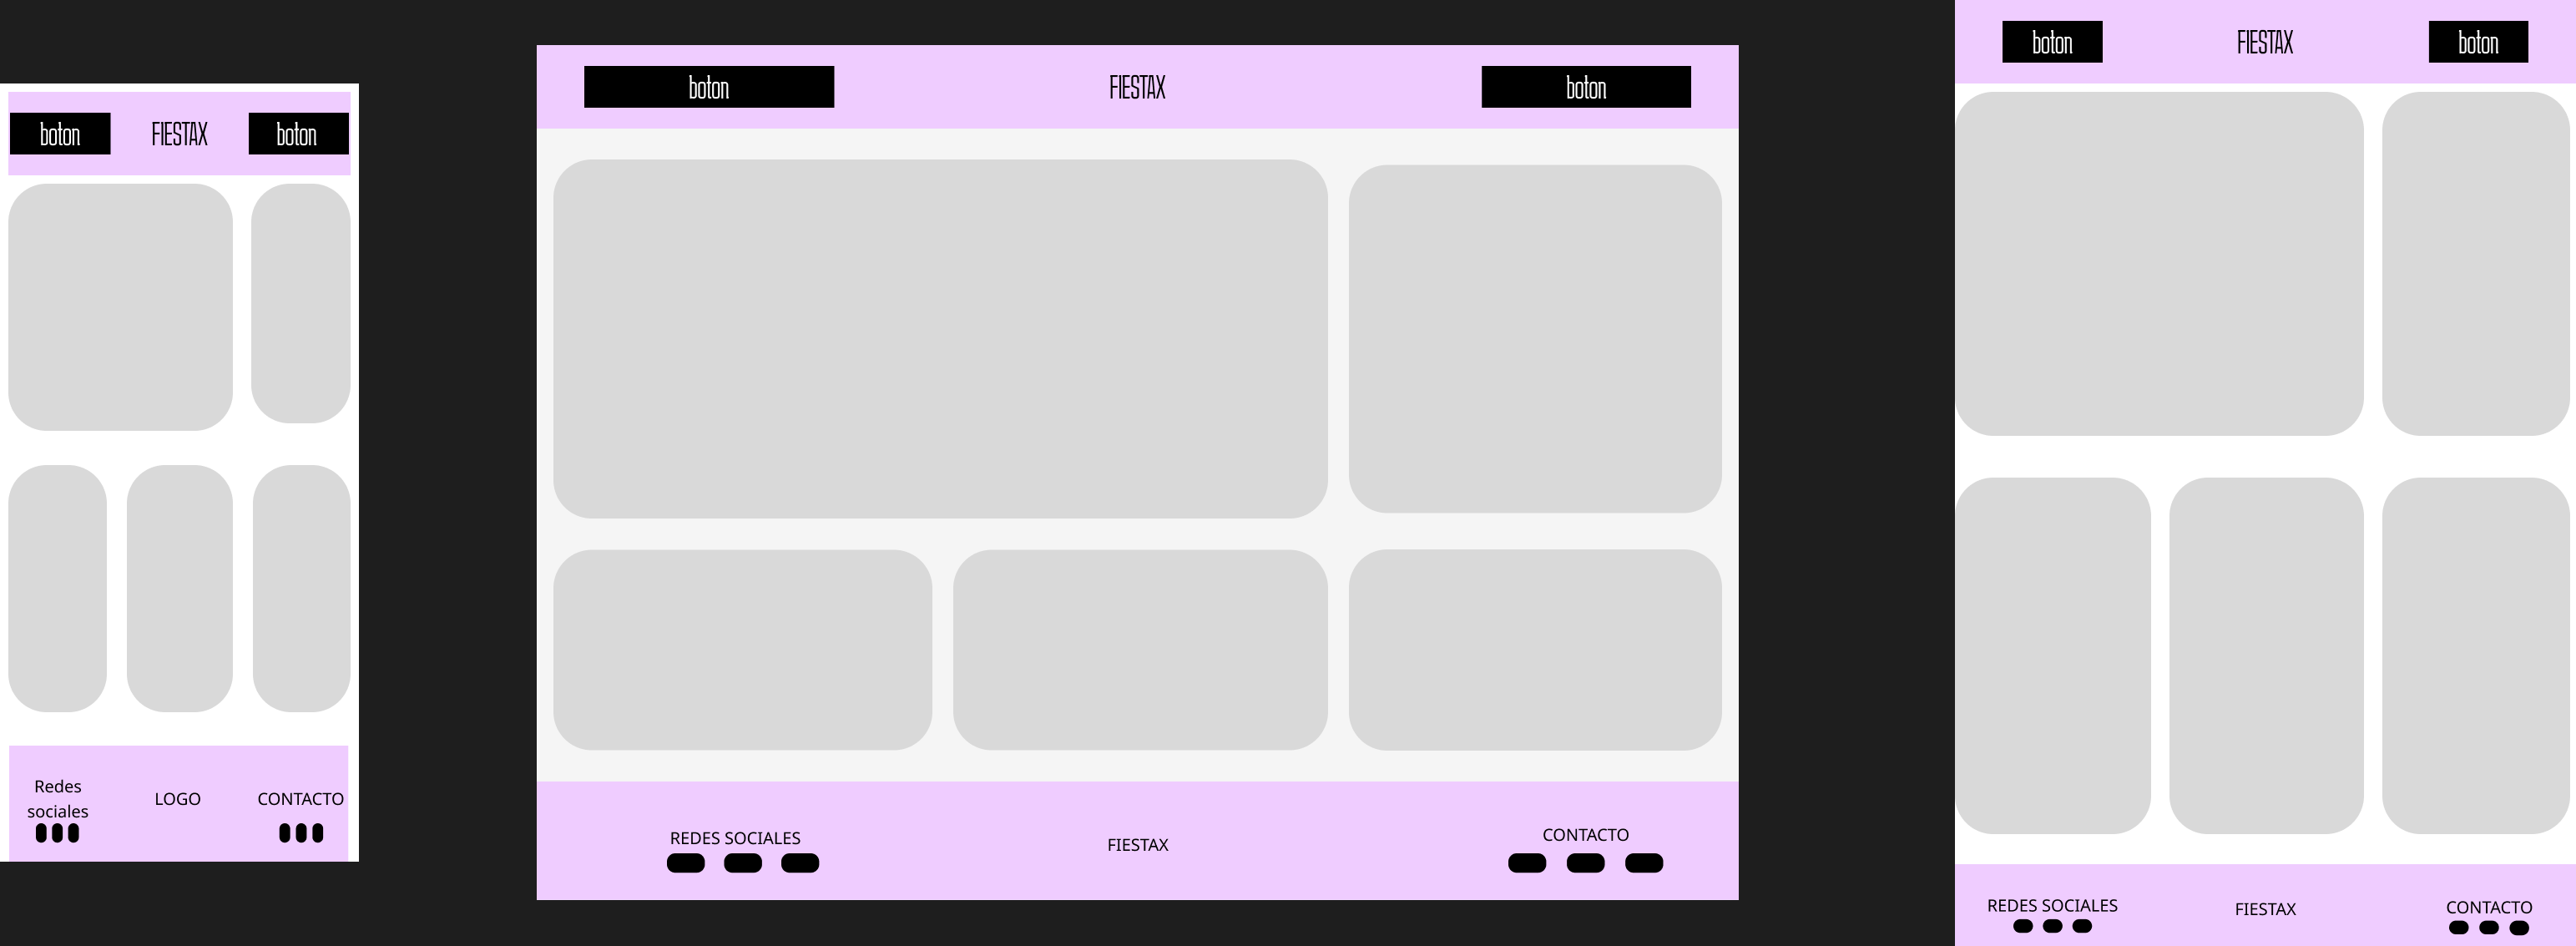 boton
FIESTAX
boton
Redes
sociales
LOGO
CONTACTO
boton
FIESTAX
boton
REDES SOCIALES
FIESTAX
CONTACTO
boton
FIESTAX
boton
REDES SOCIALES
FIESTAX
CONTACTO